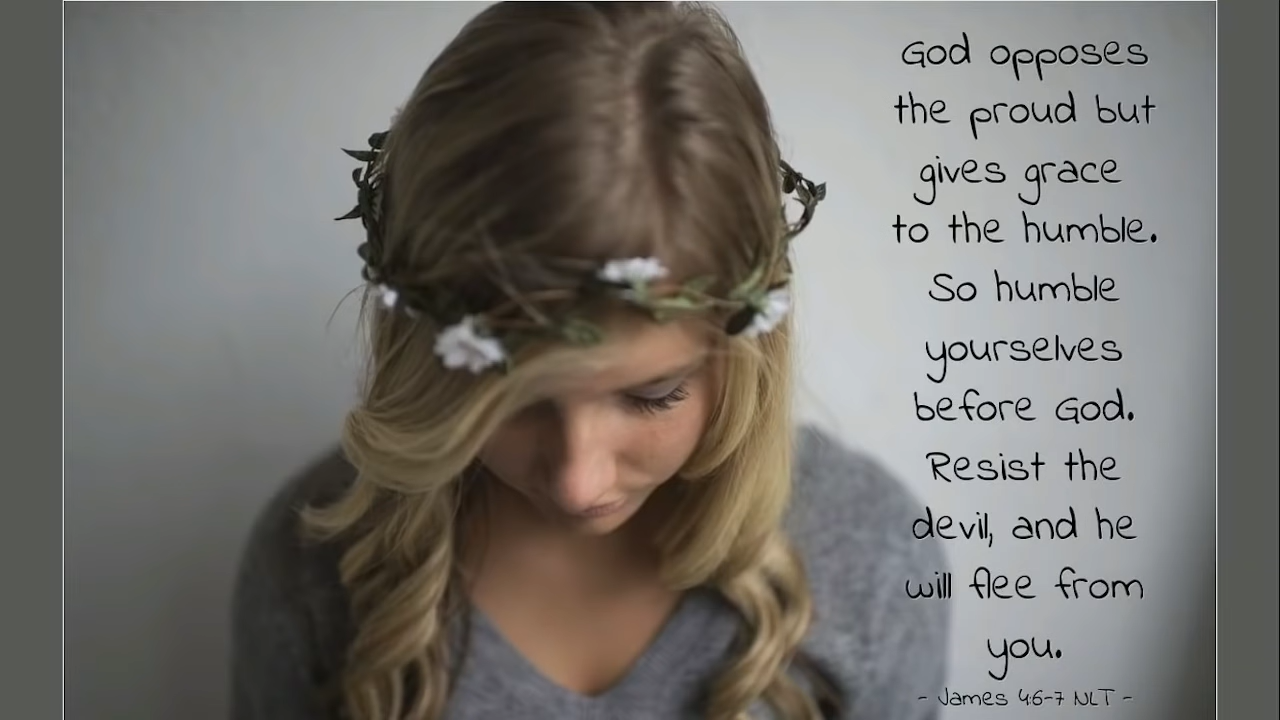 God opposes
the proud but
gives grace
to the humble.
So humble
yourselves
before God.
Resist the
devil, and he
will flee from
you.
- James 4:6-7 NLT -